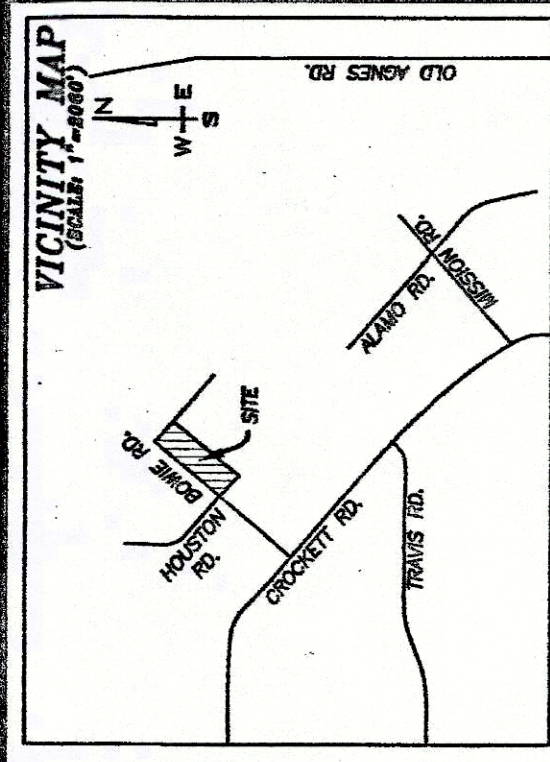 VICINITY MAP
(SCALE: 1"=2000')
N
W E
S
OLD AGNES RD.
MISSION RD.
ALAMO RD.
SITE
BOWIE RD.
HOUSTON
RD.
CROCKETT RD.
TRAVIS RD.